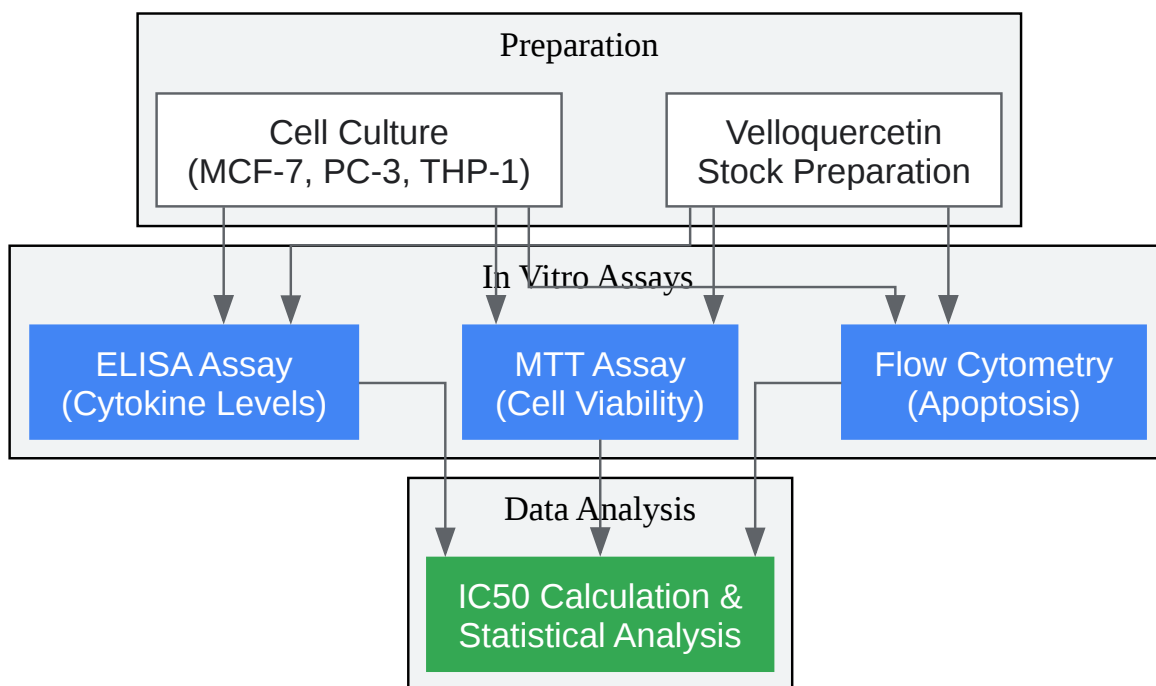 Preparation
Cell Culture
(MCF-7, PC-3, THP-1)
Velloquercetin
Stock Preparation
In Vitro Assays
ELISA Assay
(Cytokine Levels)
MTT Assay
(Cell Viability)
Flow Cytometry
(Apoptosis)
Data Analysis
IC50 Calculation &
Statistical Analysis